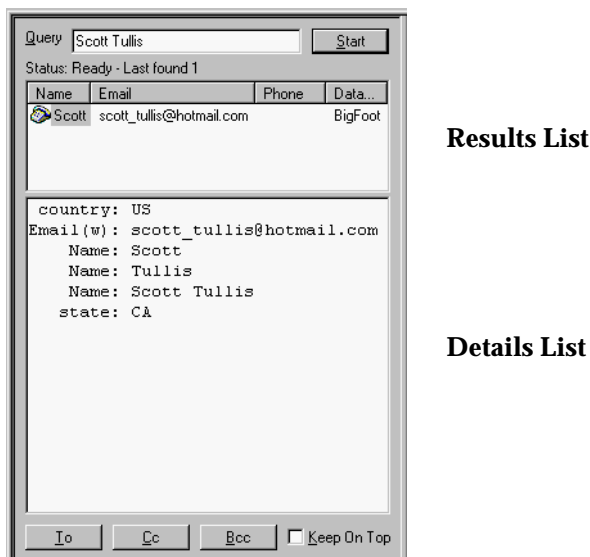 Query Scott Tullis Start
Status: Ready - Last found 1
Name Email Phone Data...
Scott scott_tullis@hotmail.com BigFoot
Results List
country: US
Email(w): scott_tullis@hotmail.com
Name: Scott
Name: Tullis
Name: Scott Tullis
state: CA
Details List
To Cc Bcc Keep On Top